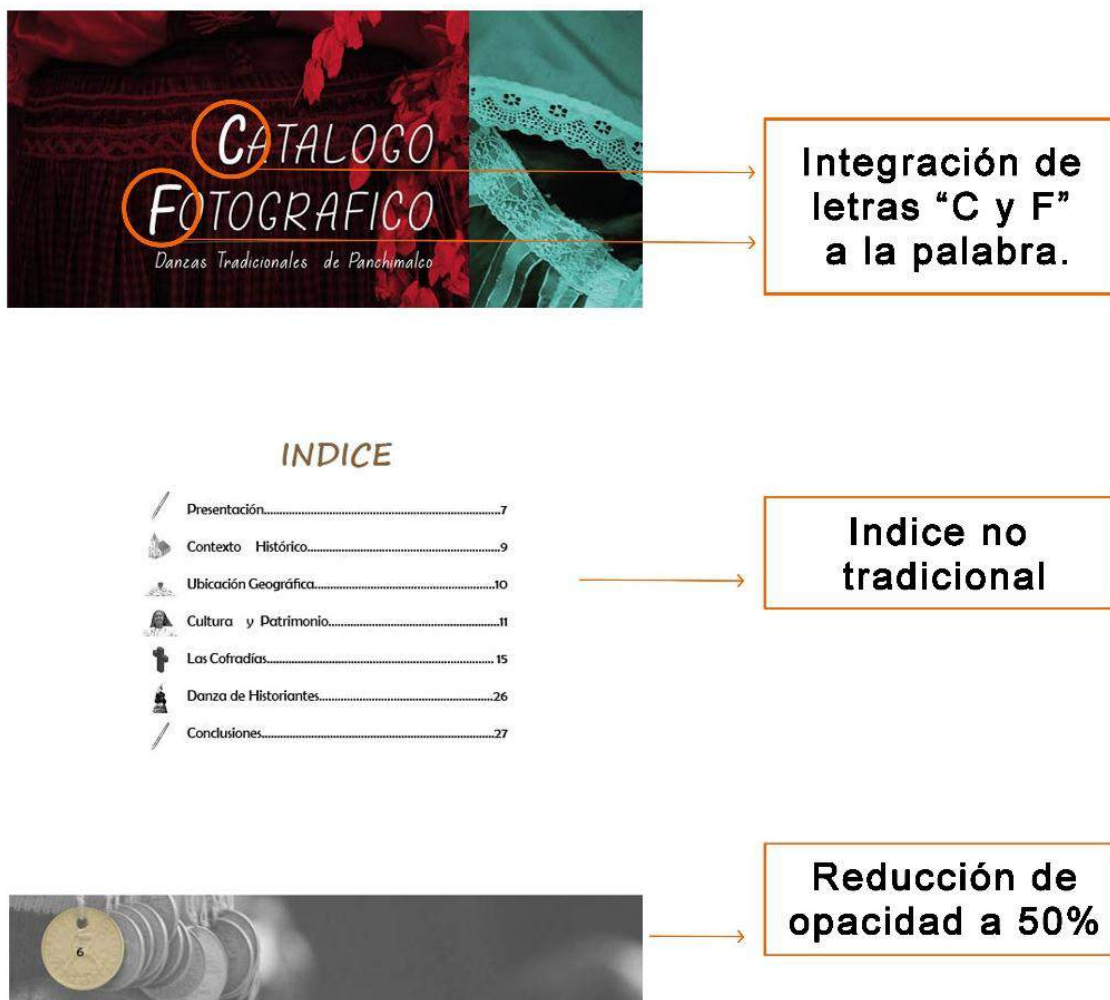 CATALOGO
FOTOGRAFICO
Danzas Tradicionales de Panchimalco
Integración de
letras “C y F”
a la palabra.
INDICE
Presentación.....7
Contexto Histórico.....9
Ubicación Geográfica.....10
Cultura y Patrimonio.....11
Las Cofradías..... 15
Danza de Historiantes.....26
Conclusiones.....27
Indice no
tradicional
6
Reducción de
opacidad a 50%